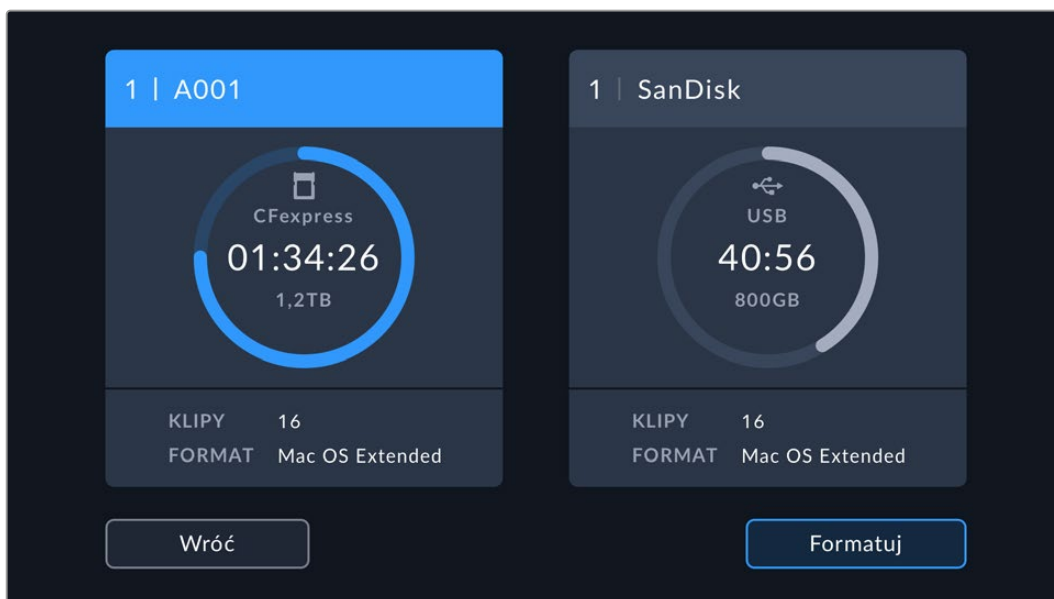 1 | A001
CFexpress
01:34:26
1,2TB
KLIPY 16
FORMAT Mac OS Extended
1 | SanDisk
USB
40:56
800GB
KLIPY 16
FORMAT Mac OS Extended
Wróć
Formatuj